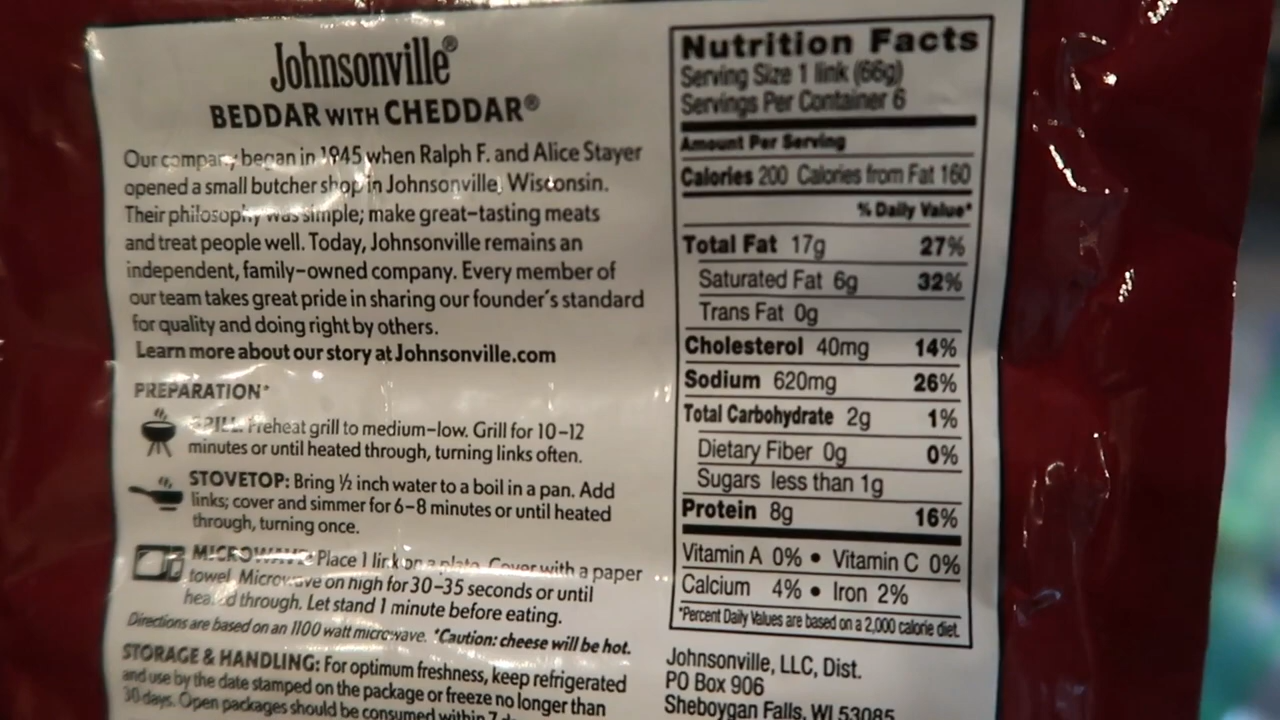 Johnsonville®
BEDDAR WITH CHEDDAR®
Our company began in 1945 when Ralph F. and Alice Stayer
opened a small butcher shop in Johnsonville, Wisconsin.
Their philosophy was simple; make great-tasting meats
and treat people well. Today, Johnsonville remains an
independent, family-owned company. Every member of
our team takes great pride in sharing our founder's standard
for quality and doing right by others.
Learn more about our story at Johnsonville.com
PREPARATION*
GRILL: Preheat grill to medium-low. Grill for 10-12
minutes or until heated through, turning links often.
STOVETOP: Bring ½ inch water to a boil in a pan. Add
links; cover and simmer for 6-8 minutes or until heated
through, turning once.
MICROWAVE: Place 1 link on a plate. Cover with a paper
towel. Microwave on high for 30-35 seconds or until
heated through. Let stand 1 minute before eating.
Directions are based on an 1100 watt microwave. *Caution: cheese will be hot.
STORAGE & HANDLING: For optimum freshness, keep refrigerated
and use by the date stamped on the package or freeze no longer than
30 days. Open packages should be consumed within 7
Nutrition Facts
Serving Size 1 link (66g)
Servings Per Container 6
Amount Per Serving
Calories 200 Calories from Fat 160
% Daily Value*
Total Fat 17g 27%
Saturated Fat 6g 32%
Trans Fat 0g
Cholesterol 40mg 14%
Sodium 620mg 26%
Total Carbohydrate 2g 1%
Dietary Fiber 0g 0%
Sugars less than 1g
Protein 8g 16%
Vitamin A 0% • Vitamin C 0%
Calcium 4% • Iron 2%
*Percent Daily Values are based on a 2,000 calorie diet.
Johnsonville, LLC, Dist.
PO Box 906
Sheboygan Falls, WI 53085